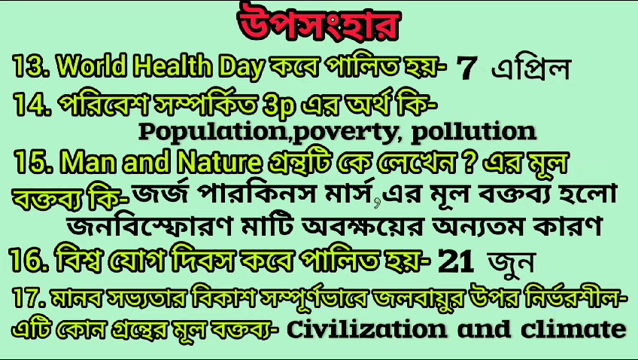 উপসংহার
13. World Health Day কবে পালিত হয়- 7 এপ্রিল
14. পরিবেশ সম্পর্কিত 3p এর অর্থ কি-
Population,poverty, pollution
15. Man and Nature গ্রন্থটি কে লেখেন ? এর মূল
বক্তব্য কি- জর্জ পারকিনস মার্স,এর মূল বক্তব্য হলো
জনবিস্ফোরণ মাটি অবক্ষয়ের অন্যতম কারণ
16. বিশ্ব যোগ দিবস কবে পালিত হয়- 21 জুন
17. মানব সভ্যতার বিকাশ সম্পূর্ণভাবে জলবায়ুর উপর নির্ভরশীল-
এটি কোন গ্রন্থের মূল বক্তব্য- Civilization and climate